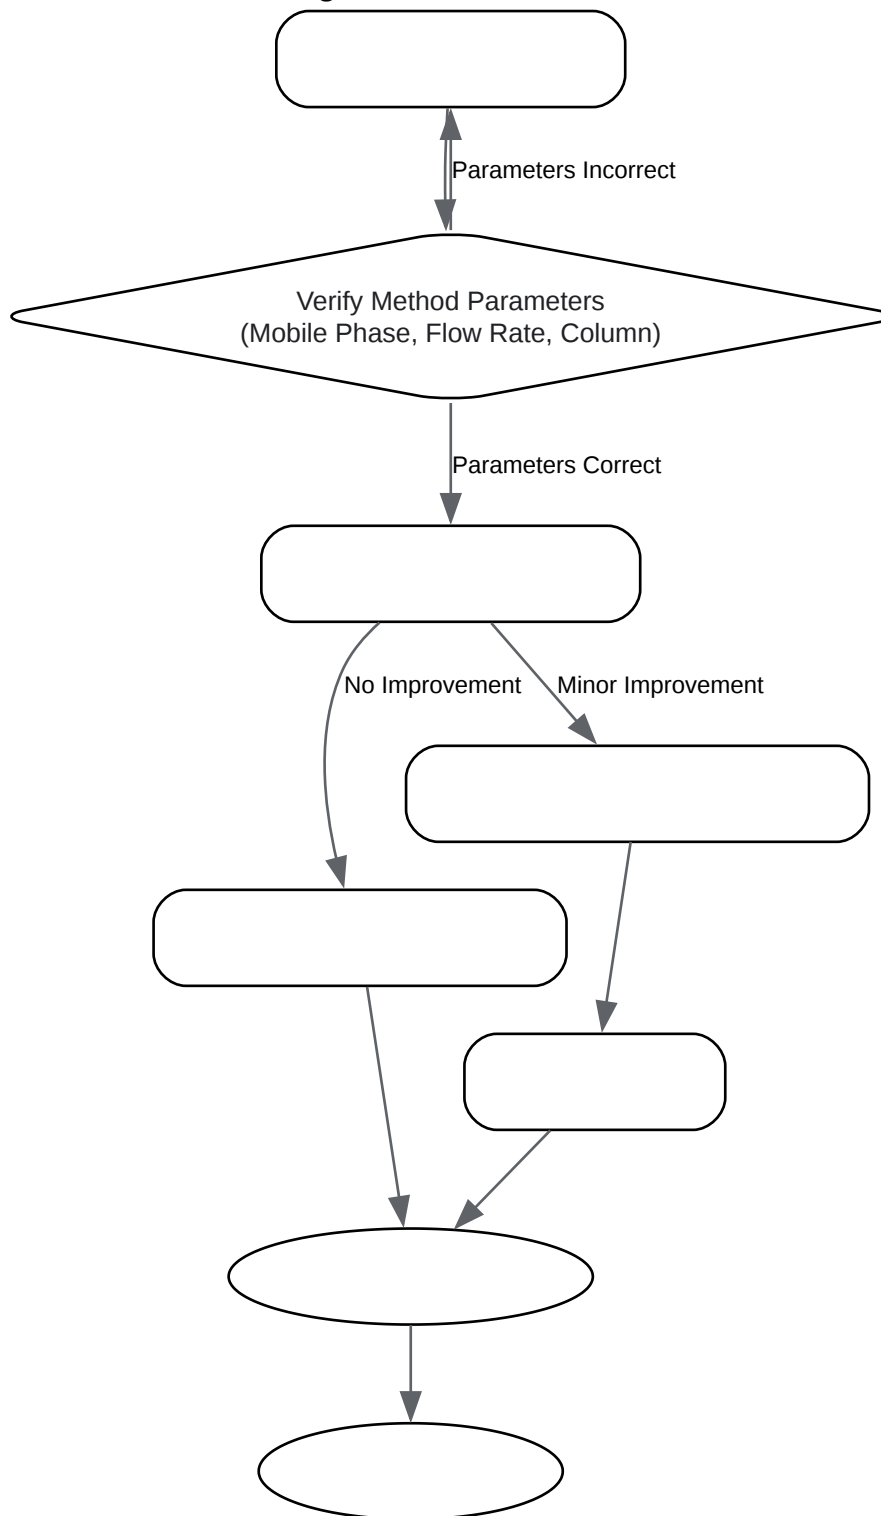 Parameters Incorrect
Verify Method Parameters
(Mobile Phase, Flow Rate, Column)
Parameters Correct
No Improvement
Minor Improvement